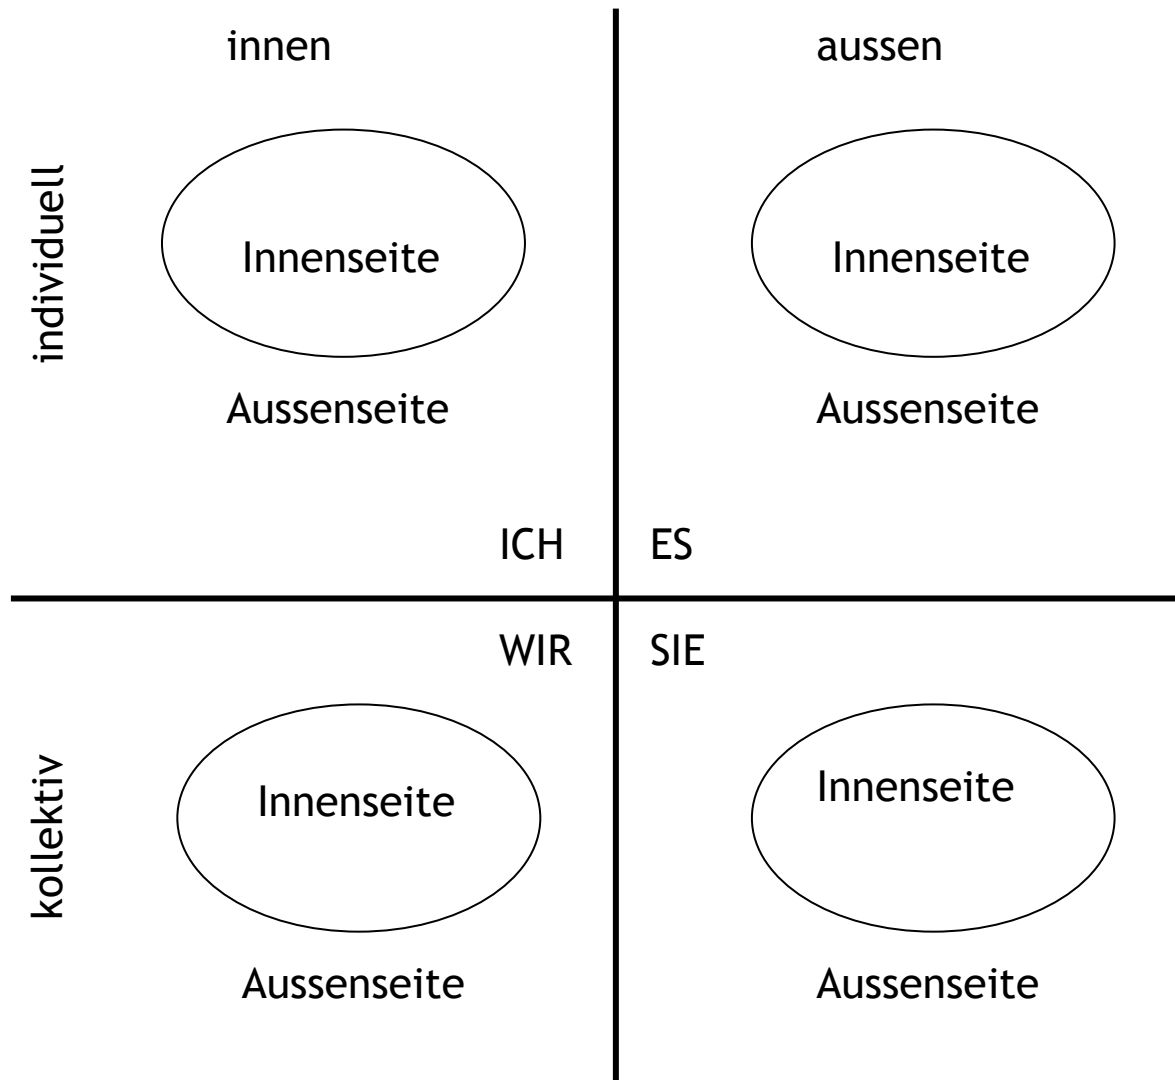 innen
aussen
individuell
Innenseite
Innenseite
Aussenseite
Aussenseite
ICH
ES
WIR
SIE
kollektiv
Innenseite
Innenseite
Aussenseite
Aussenseite